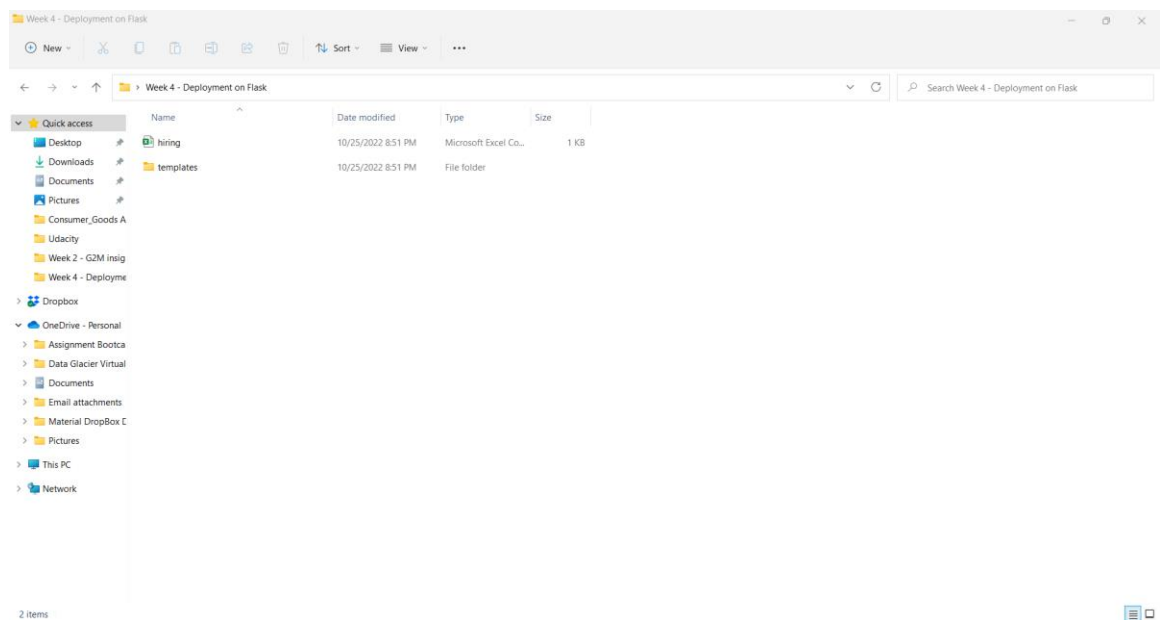 Week 4 - Deployment on Flask
New
Sort
View
Week 4 - Deployment on Flask
Search Week 4 - Deployment on Flask
Quick access
Desktop
Downloads
Documents
Pictures
Consumer_Goods A
Udacity
Week 2 - G2M insig
Week 4 - Deployme
Dropbox
OneDrive - Personal
Assignment Bootca
Data Glacier Virtual
Documents
Email attachments
Material DropBox D
Pictures
This PC
Network
Name Date modified Type Size
hiring 10/25/2022 8:51 PM Microsoft Excel Co... 1 KB
templates 10/25/2022 8:51 PM File folder
2 items